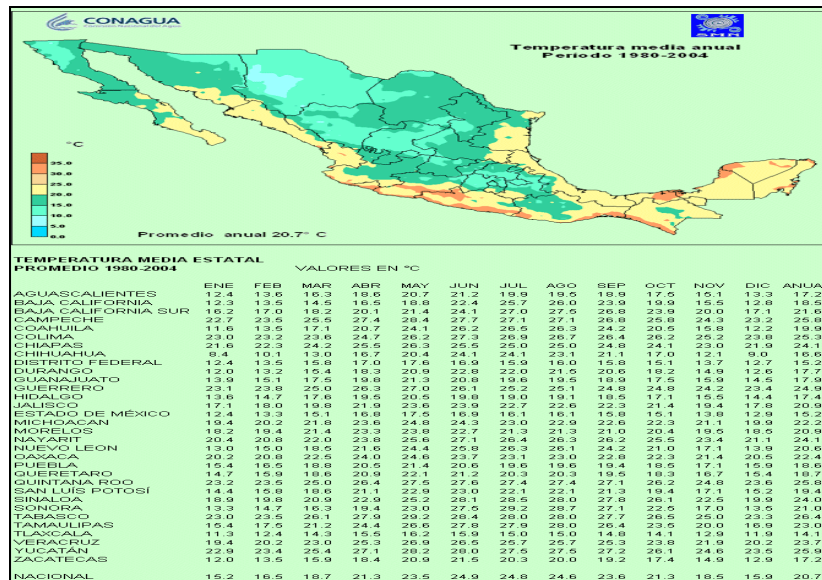 CONAGUA
Temperatura media anual
Período 1980-2004
°C
35.0
30.0
25.0
20.0
15.0
10.0
5.0
0.0
Promedio anual 20.7° C
TEMPERATURA MEDIA ESTATAL
PROMEDIO 1980-2004 VALORES EN °C
ENE FEB MAR ABR MAY JUN JUL AGO SEP OCT NOV DIC ANUA
AGUASCALIENTES 12.4 13.6 16.3 18.6 20.7 21.2 19.9 19.5 18.9 17.5 15.1 13.3 17.2
BAJA CALIFORNIA 12.3 13.5 14.5 16.5 18.8 22.4 25.7 26.0 23.9 19.9 15.5 12.8 18.5
BAJA CALIFORNIA SUR 16.2 17.0 18.2 20.1 21.4 24.1 27.0 27.5 26.8 23.9 20.0 17.1 21.6
CAMPECHE 22.7 23.5 25.5 27.4 28.4 27.7 27.1 27.1 26.8 25.8 24.3 23.2 25.8
COAHUILA 11.6 13.5 17.1 20.7 24.1 26.2 26.5 26.3 24.2 20.5 15.8 12.2 19.9
COLIMA 23.0 23.2 23.6 24.7 26.2 27.3 26.9 26.7 26.4 26.2 25.2 23.8 25.3
CHIAPAS 21.6 22.3 24.2 25.5 26.3 25.5 25.0 25.0 24.8 24.1 23.0 21.9 24.1
CHIHUAHUA 8.4 10.1 13.0 16.7 20.4 24.1 24.1 23.1 21.1 17.0 12.1 9.0 16.6
DISTRITO FEDERAL 12.4 13.5 15.8 17.0 17.6 16.9 15.9 16.0 15.8 15.1 13.7 12.7 15.2
DURANGO 12.0 13.2 15.4 18.3 20.9 22.8 22.0 21.5 20.6 18.2 14.9 12.6 17.7
GUANAJUATO 13.9 15.1 17.5 19.8 21.3 20.8 19.6 19.5 18.9 17.5 15.9 14.5 17.9
GUERRERO 23.1 23.8 25.0 26.3 27.0 26.1 25.2 25.1 24.8 24.8 24.2 23.4 24.9
HIDALGO 13.6 14.7 17.6 19.5 20.5 19.8 19.0 19.1 18.5 17.1 15.5 14.4 17.4
JALISCO 17.1 18.0 19.8 21.9 23.6 23.9 22.7 22.6 22.3 21.4 19.4 17.8 20.9
ESTADO DE MÉXICO 12.4 13.3 15.1 16.8 17.5 16.9 16.1 16.1 15.8 15.1 13.8 12.9 15.2
MICHOACAN 19.4 20.2 21.8 23.6 24.8 24.3 23.0 22.9 22.6 22.3 21.1 19.9 22.2
MORELOS 18.2 19.4 21.4 23.3 23.8 22.7 21.3 21.3 21.0 20.4 19.5 18.5 20.9
NAYARIT 20.4 20.8 22.0 23.8 25.6 27.1 26.4 26.3 26.2 25.5 23.4 21.1 24.1
NUEVO LEON 13.0 15.0 18.5 21.6 24.4 25.8 26.3 26.1 24.2 21.0 17.1 13.9 20.6
OAXACA 20.2 20.8 22.5 24.0 24.6 23.7 23.1 23.0 22.8 22.3 21.4 20.5 22.4
PUEBLA 15.4 16.5 18.8 20.5 21.4 20.6 19.6 19.6 19.4 18.5 17.1 15.9 18.6
QUERETARO 14.7 15.9 18.6 20.9 22.1 21.2 20.3 20.3 19.5 18.3 16.7 15.4 18.7
QUINTANA ROO 23.2 23.5 25.0 26.4 27.5 27.6 27.4 27.4 27.1 26.2 24.8 23.6 25.8
SAN LUÍS POTOSÍ 14.4 15.8 18.6 21.1 22.9 23.0 22.1 22.1 21.3 19.4 17.1 15.2 19.4
SINALOA 18.9 19.8 20.9 22.9 25.2 28.1 28.5 28.0 27.8 26.1 22.5 19.9 24.0
SONORA 13.3 14.7 16.3 19.4 23.0 27.5 29.2 28.7 27.1 22.5 17.0 13.5 21.0
TABASCO 23.0 23.5 26.1 27.9 29.2 28.4 28.0 28.0 27.7 26.5 25.0 23.3 26.4
TAMAULIPAS 15.4 17.5 21.2 24.4 26.6 27.8 27.9 28.0 26.4 23.5 20.0 16.9 23.0
TLAXCALA 11.3 12.4 14.3 15.5 16.2 15.9 15.0 15.0 14.8 14.1 12.9 11.9 14.1
VERACRUZ 19.4 20.2 23.0 25.3 26.9 26.5 25.7 25.7 25.3 23.8 21.9 20.2 23.7
YUCATÁN 22.9 23.4 25.4 27.1 28.2 28.0 27.5 27.5 27.2 26.1 24.6 23.5 25.9
ZACATECAS 12.0 13.5 15.9 18.4 20.9 21.5 20.3 20.0 19.2 17.4 14.9 12.9 17.2
NACIONAL 15.2 16.5 18.7 21.3 23.5 24.9 24.8 24.6 23.6 21.3 18.5 15.9 20.7